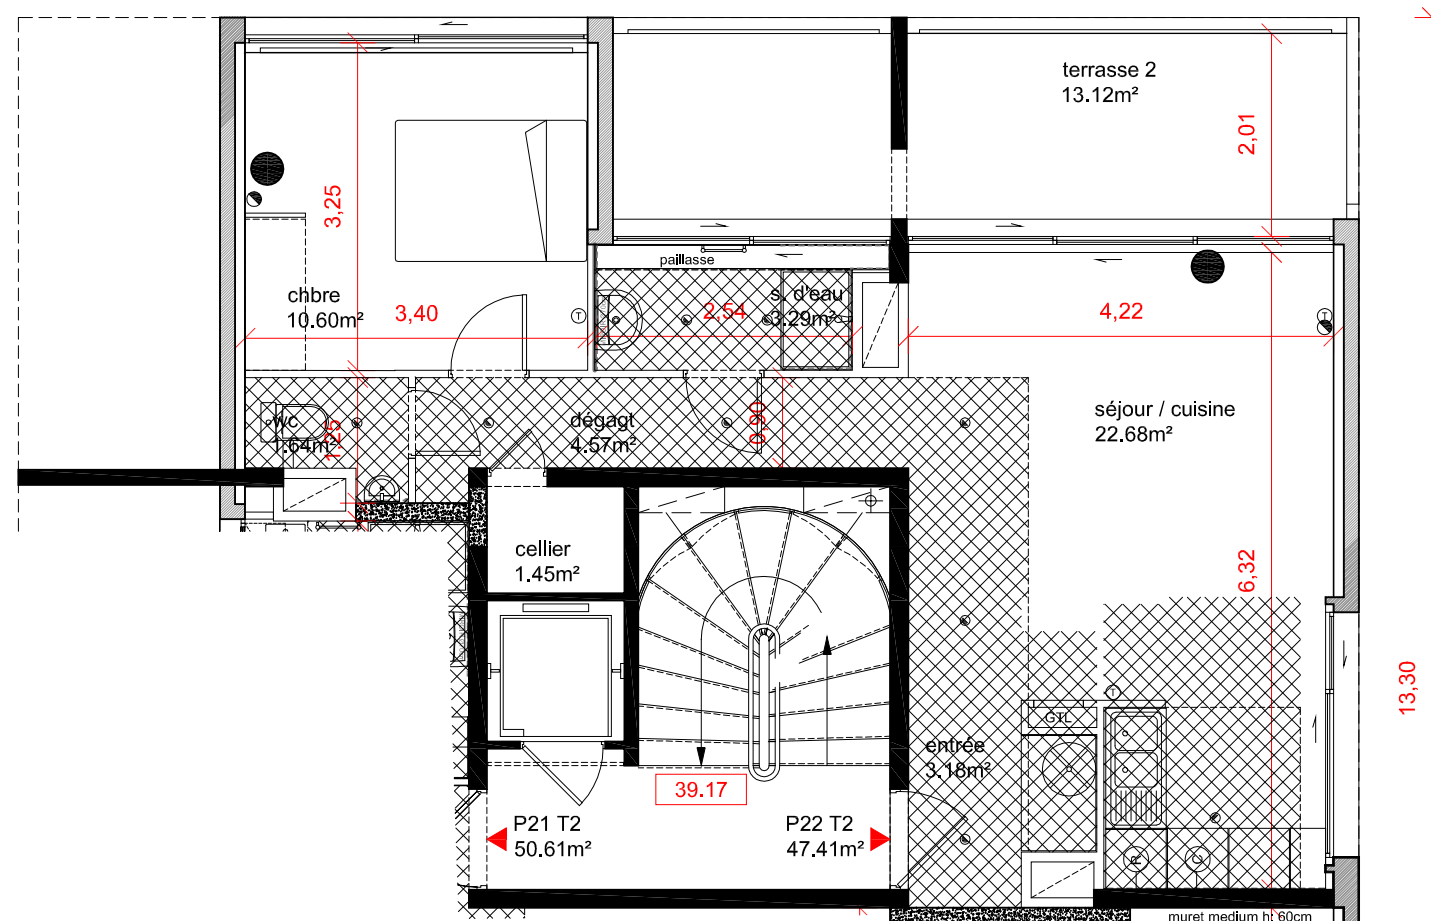 terrasse 2
13.12m²
2,01
3,25
paillasse
chbre
10.60m²
3,40
T
s. d'eau
3.29m²
2,54
4,22
T
WC
1.64m²
1.25
dégagt
4.57m²
0,90
séjour / cuisine
22.68m²
cellier
1.45m²
6,32
13,30
T
GTL
entrée
3.18m²
39.17
P21 T2
50.61m²
P22 T2
47.41m²
R
C
muret medium h: 60cm